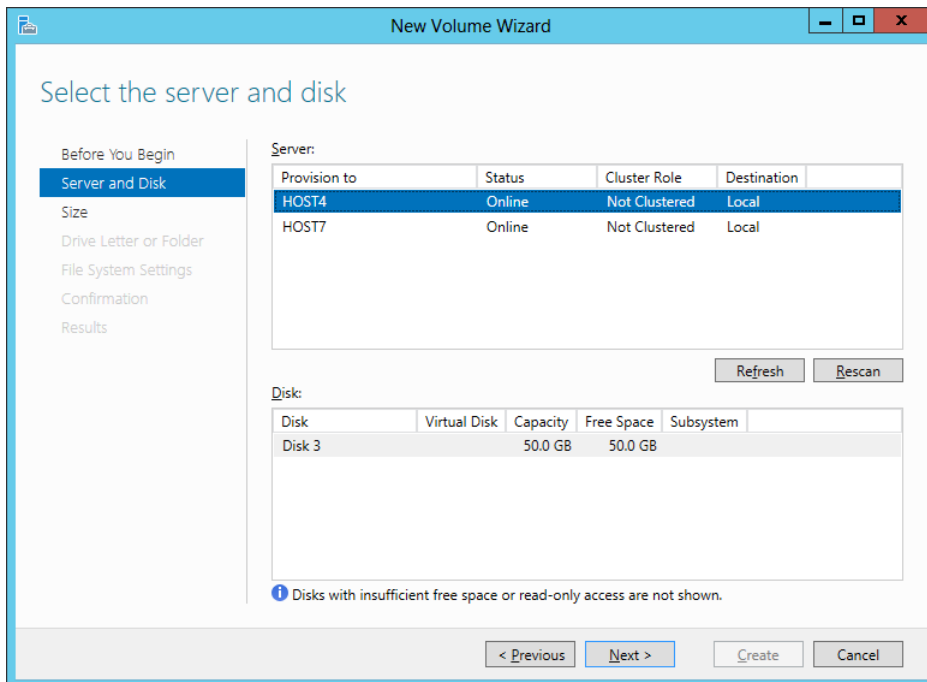 New Volume Wizard
Select the server and disk
Before You Begin
Server and Disk
Size
Drive Letter or Folder
File System Settings
Confirmation
Results
Server:
Provision to Status Cluster Role Destination
HOST4 Online Not Clustered Local
HOST7 Online Not Clustered Local
Refresh Rescan
Disk:
Disk Virtual Disk Capacity Free Space Subsystem
Disk 3 50.0 GB 50.0 GB
Disks with insufficient free space or read-only access are not shown.
< Previous Next > Create Cancel